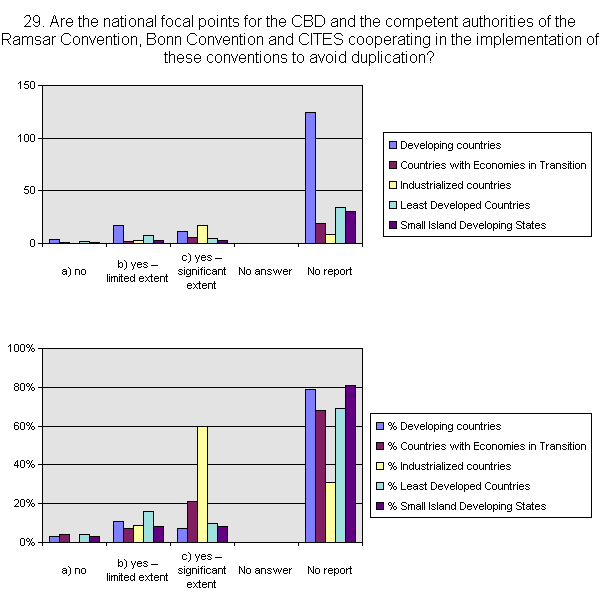 29. Are the national focal points for the CBD and the competent authorities of the
Ramsar Convention, Bonn Convention and CITES cooperating in the implementation of
these conventions to avoid duplication?
150
100
50
0
a) no
b) yes –
limited extent
c) yes –
significant
extent
No answer
No report
Developing countries
Countries with Economies in Transition
Industrialized countries
Least Developed Countries
Small Island Developing States
100%
80%
60%
40%
20%
0%
a) no
b) yes –
limited extent
c) yes –
significant
extent
No answer
No report
% Developing countries
% Countries with Economies in Transition
% Industrialized countries
% Least Developed Countries
% Small Island Developing States